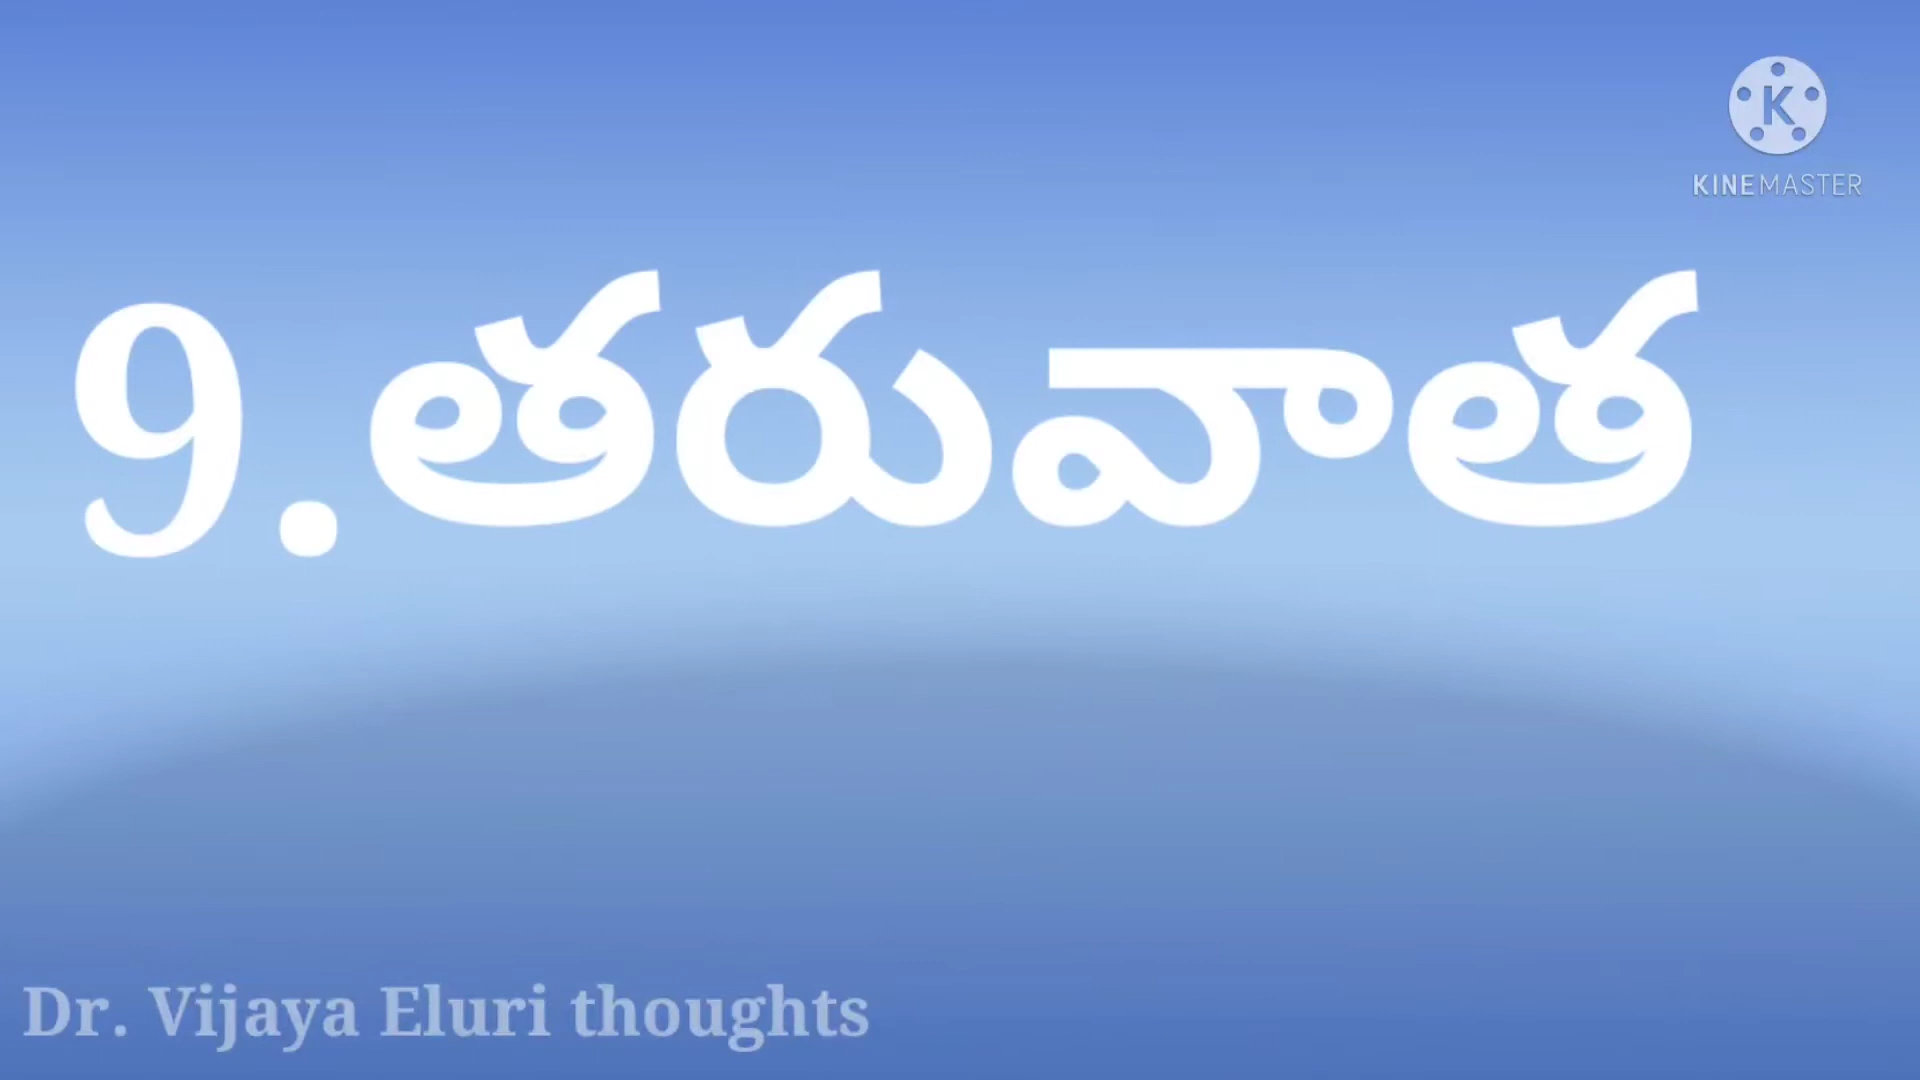 KINEMASTER
9.తరువాత
Dr. Vijaya Eluri thoughts